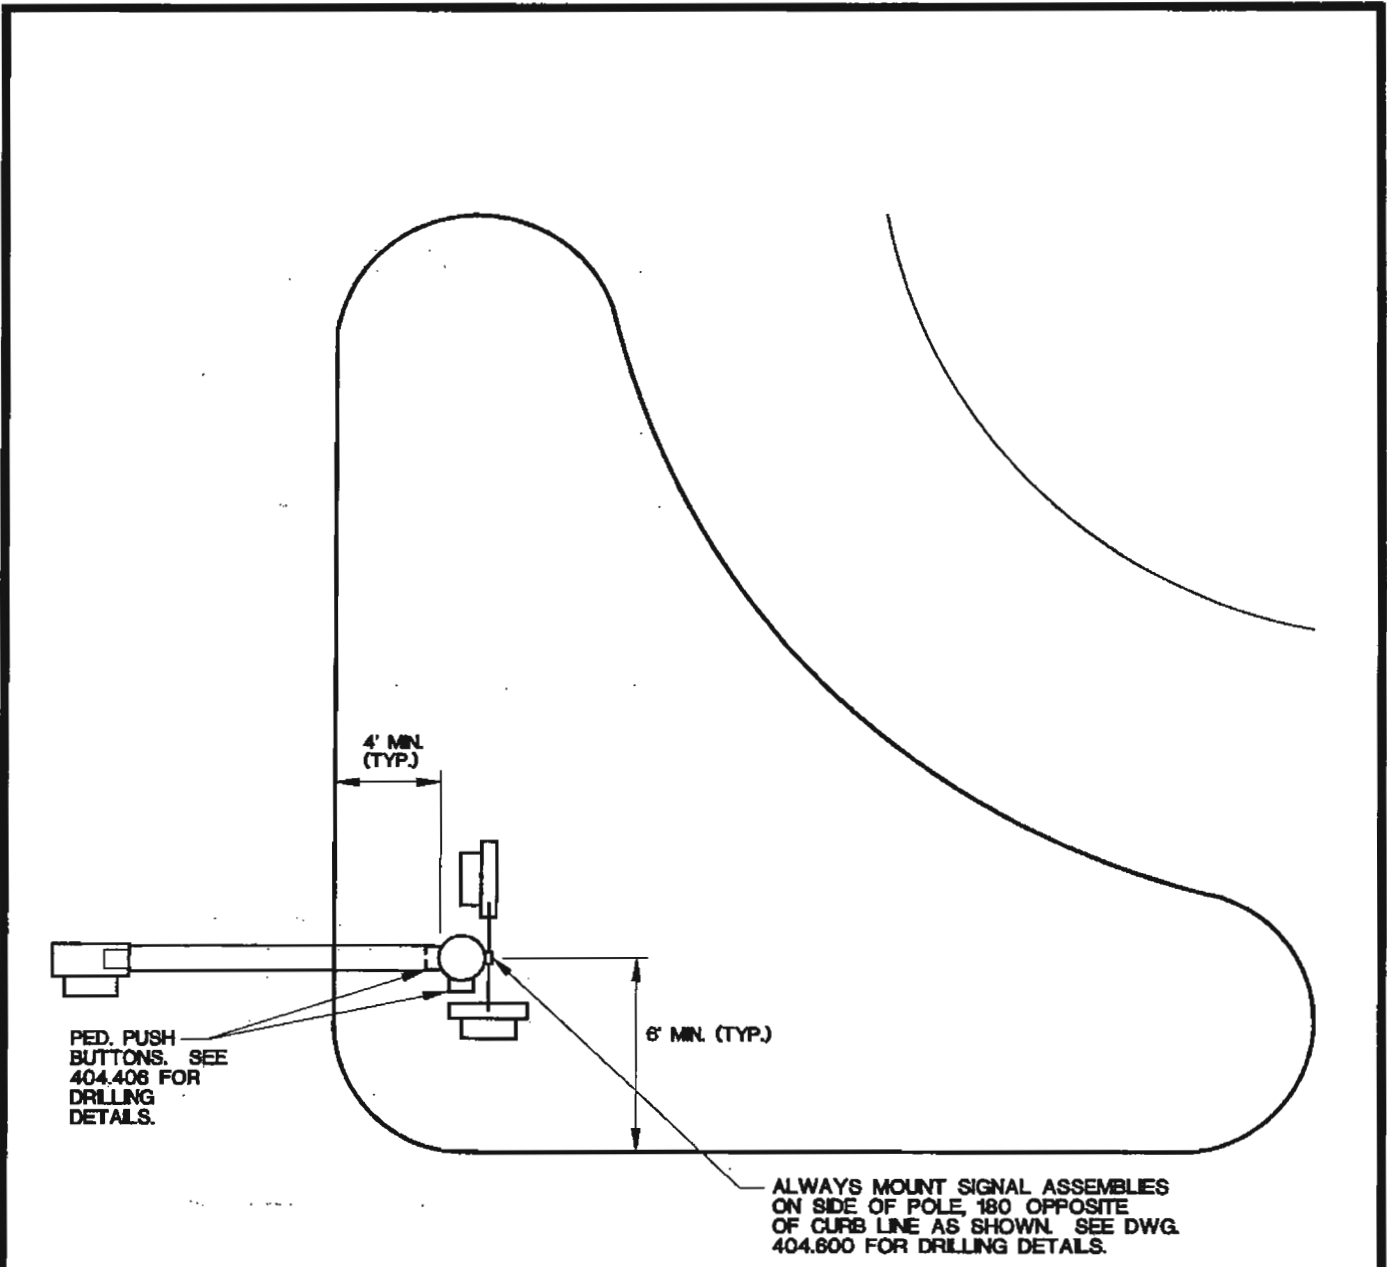 4' MIN.
(TYP.)
6' MIN. (TYP.)
PED. PUSH
BUTTONS. SEE
404.406 FOR
DRILLING
DETAILS.
ALWAYS MOUNT SIGNAL ASSEMBLIES
ON SIDE OF POLE, 180 OPPOSITE
OF CURB LINE AS SHOWN. SEE DWG.
404.600 FOR DRILLING DETAILS.